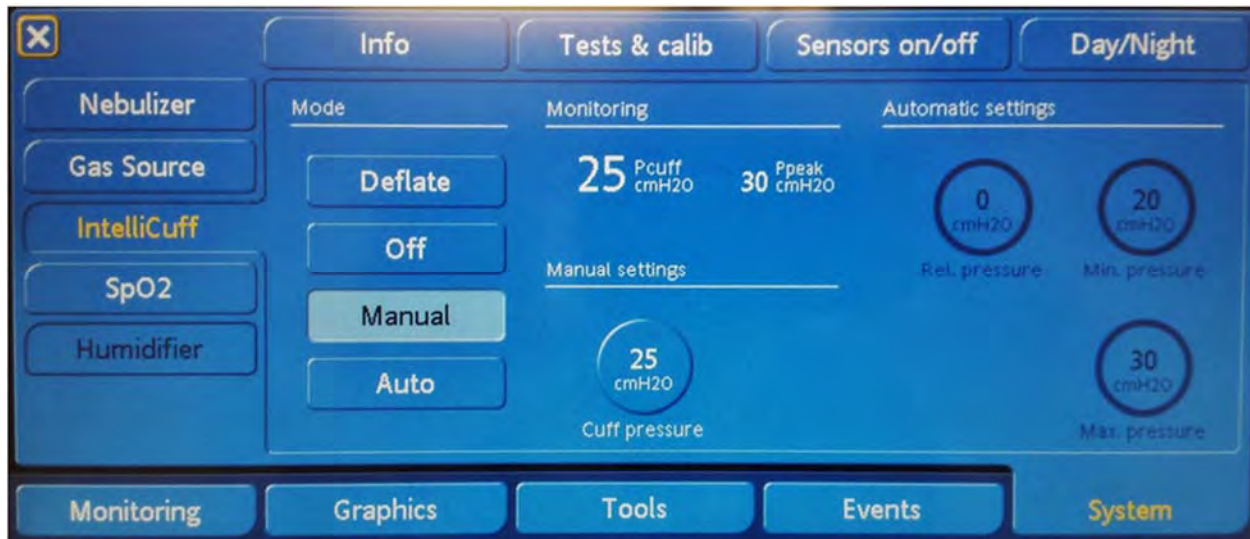 Info
Tests & calib
Sensors on/off
Day/Night
Nebulizer
Gas Source
IntelliCuff
SpO2
Humidifier
Mode
Deflate
Off
Manual
Auto
Monitoring
25 Pcuff cmH2O
30 Ppeak cmH2O
Manual settings
25
cmH2O
Cuff pressure
Automatic settings
0
cmH2O
Rel. pressure
20
cmH2O
Min. pressure
30
cmH2O
Max. pressure
Monitoring
Graphics
Tools
Events
System